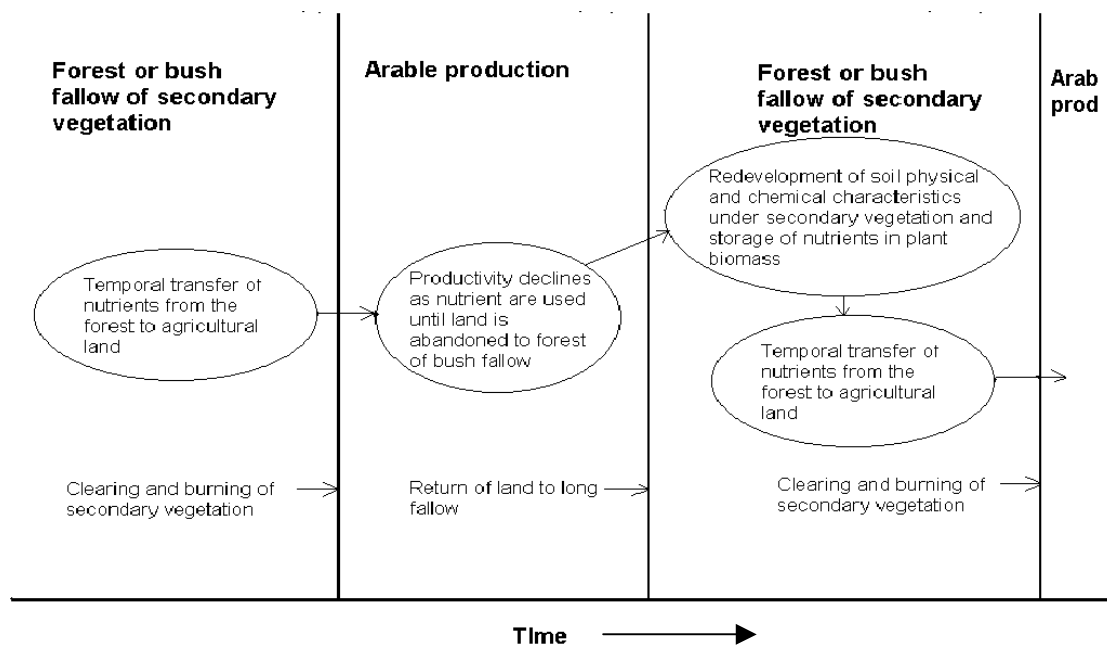 Forest or bush
fallow of secondary
vegetation
Arable production
Forest or bush
fallow of secondary
vegetation
Arab
prod
Temporal transfer of
nutrients from the
forest to agricultural
land
Productivity declines
as nutrient are used
until land is
abandoned to forest
of bush fallow
Redevelopment of soil physical
and chemical characteristics
under secondary vegetation and
storage of nutrients in plant
biomass
Temporal transfer of
nutrients from the
forest to agricultural
land
Clearing and burning of
secondary vegetation
Return of land to long
fallow
Clearing and burning of
secondary vegetation
Time